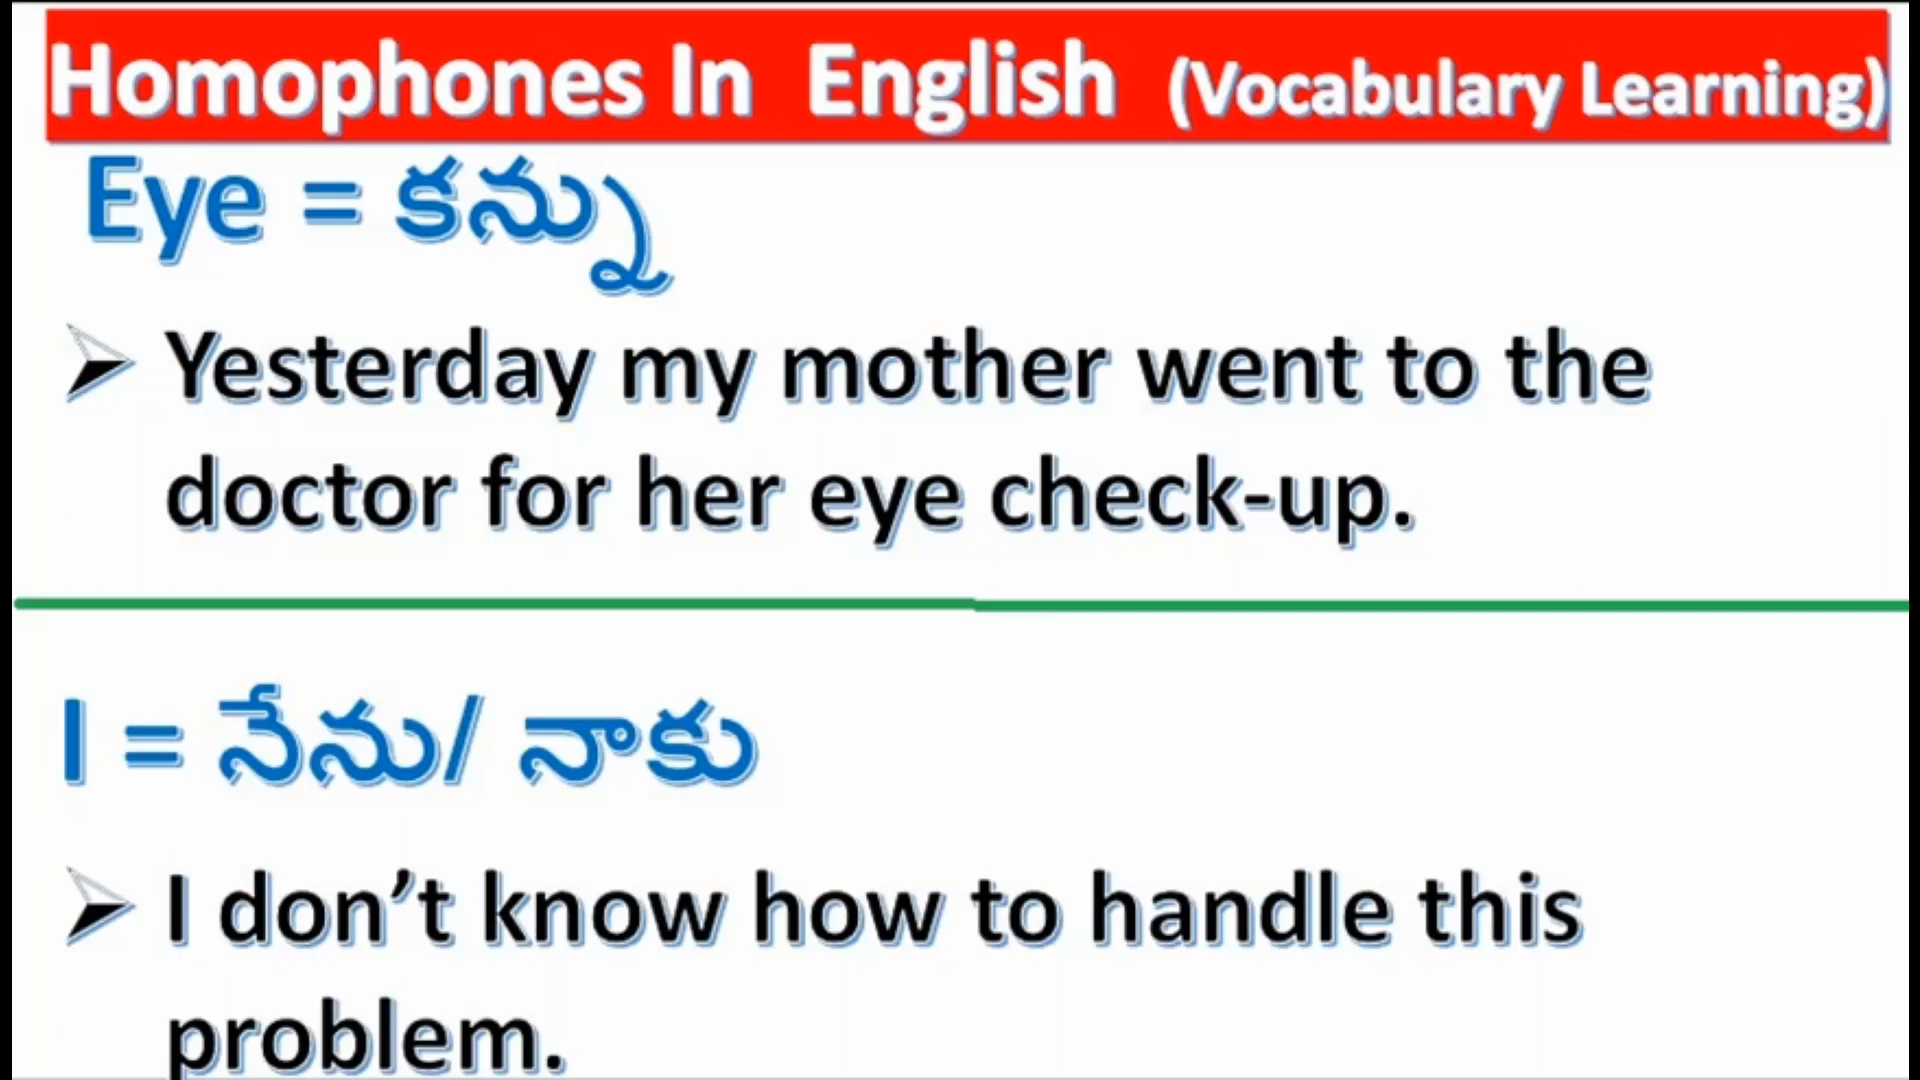 Homophones In English (Vocabulary Learning)
Eye = కన్ను
➢ Yesterday my mother went to the
doctor for her eye check-up.
I = నేను/ నాకు
➢ I don’t know how to handle this
problem.